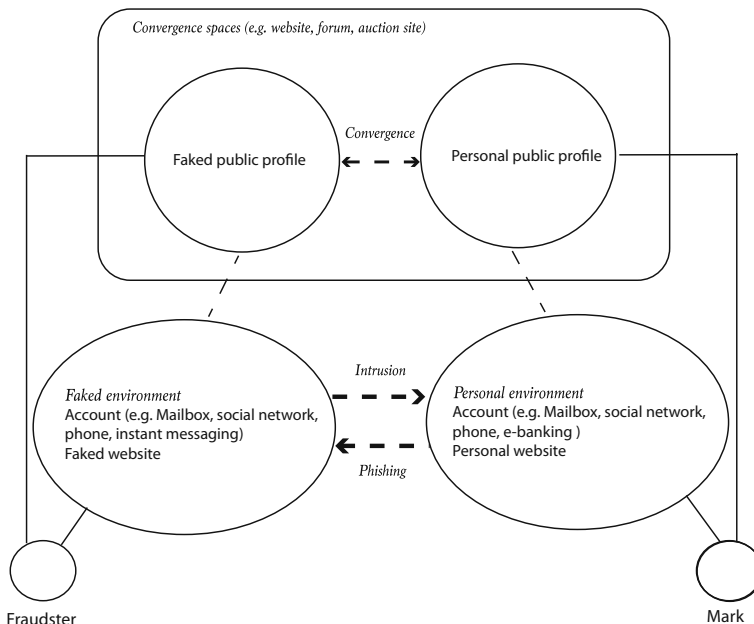 Convergence spaces (e.g. website, forum, auction site)
Convergence
Faked public profile
Personal public profile
Intrusion
Faked environment
Account (e.g. Mailbox, social network,
phone, instant messaging)
Faked website
Personal environment
Account (e.g. Mailbox, social network,
phone, e-banking )
Personal website
Phishing
Fraudster
Mark